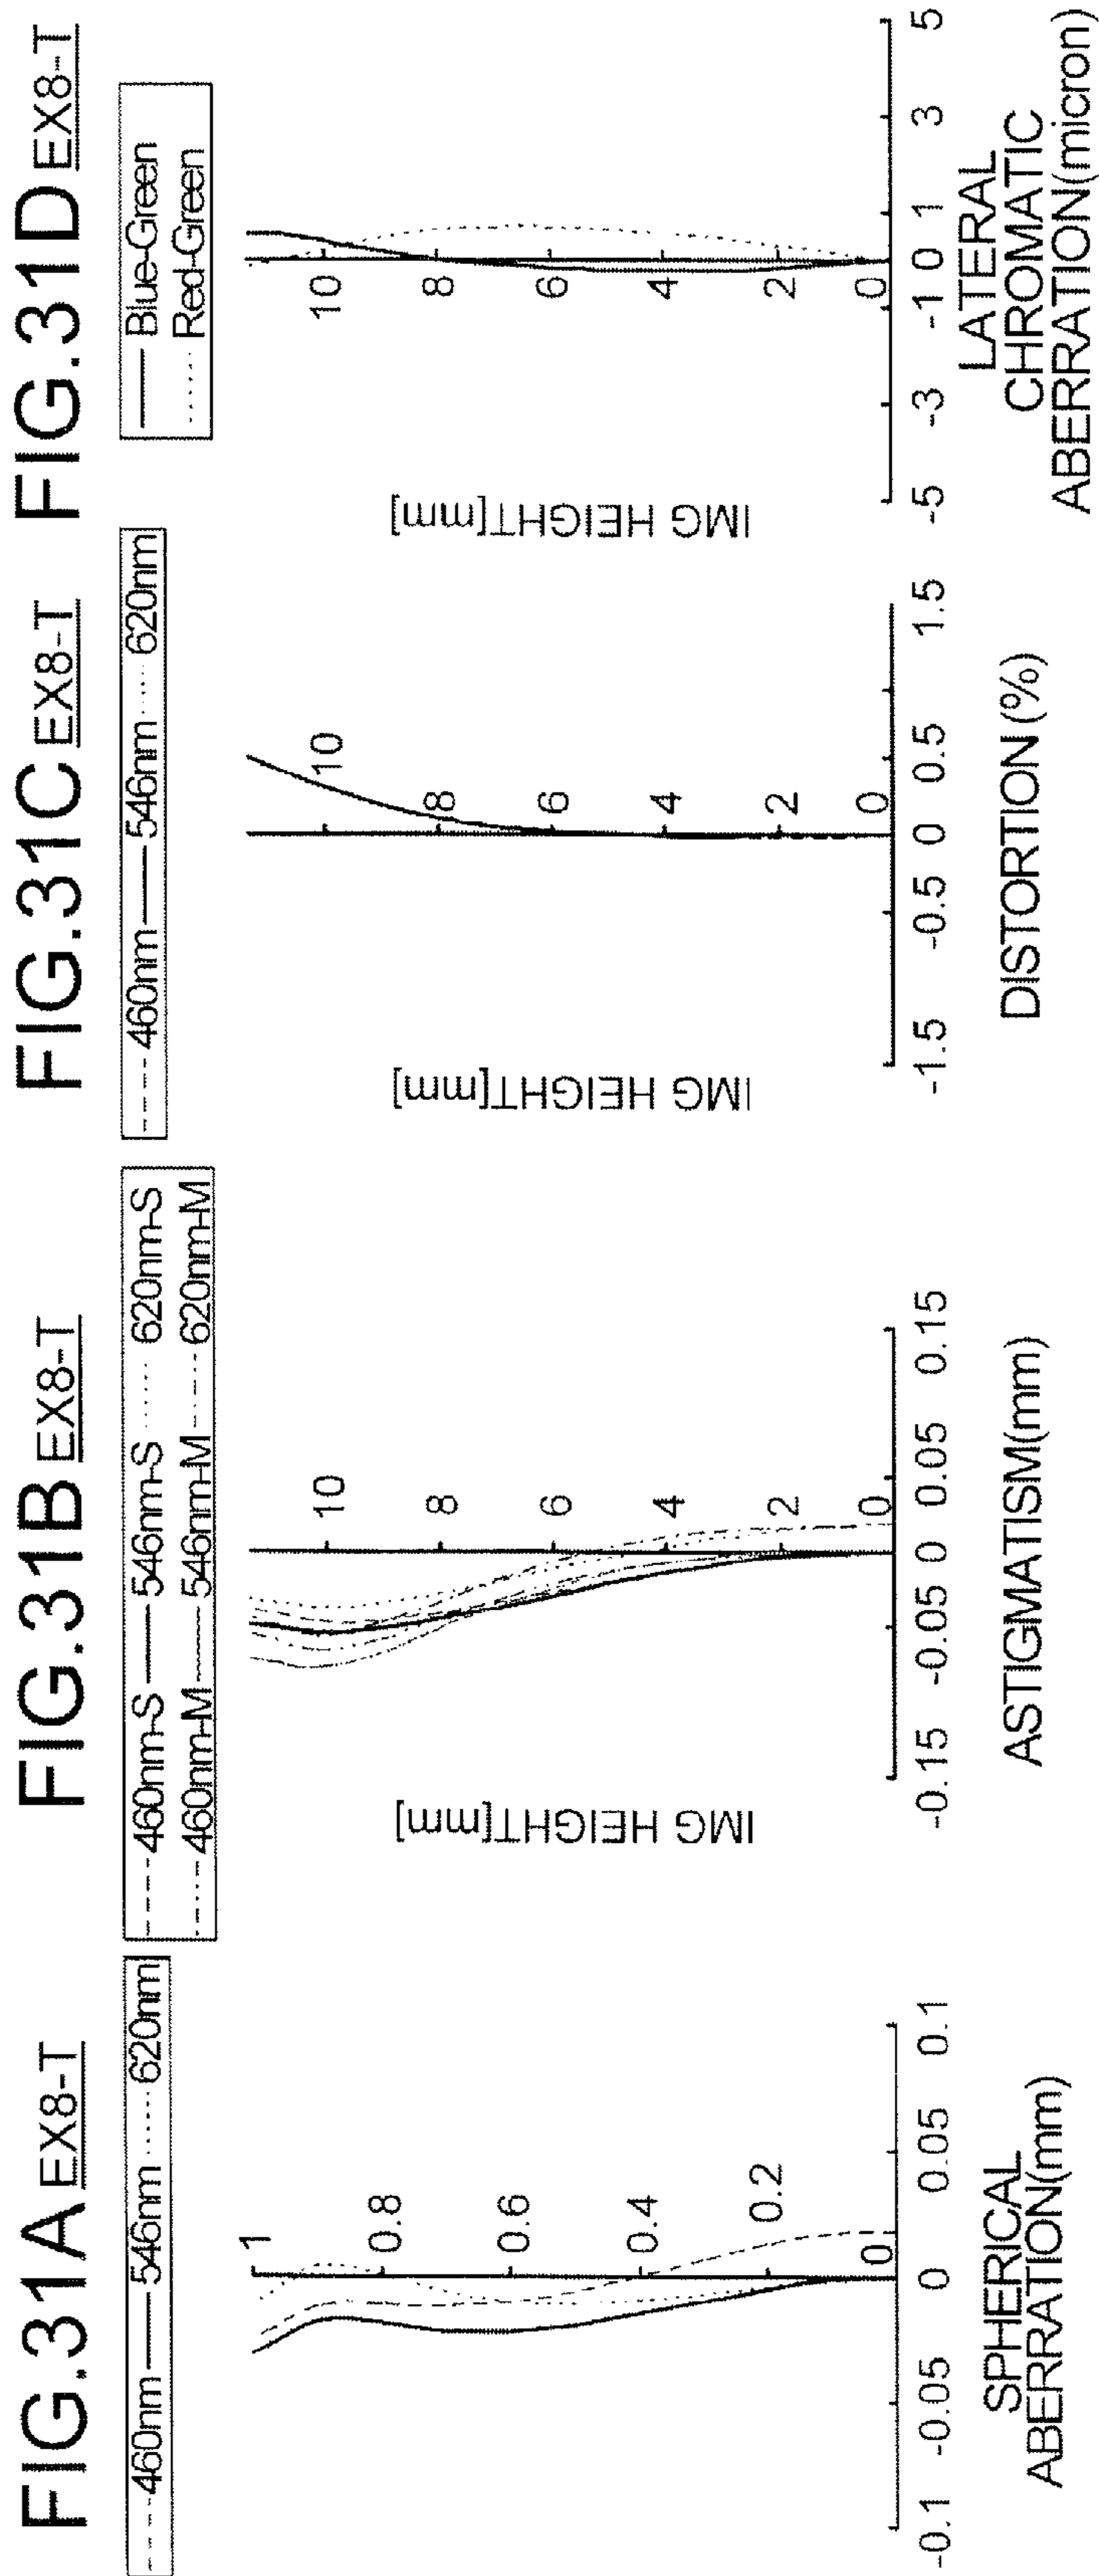 FIG.31A EX8-T
460nm 546nm 620nm
1
0.8
0.6
0.4
0.2
0
-0.1 -0.05 0 0.05 0.1
SPHERICAL
ABERRATION(mm)
FIG.31B EX8-T
460nm-S 546nm-S 620nm-S
460nm-M 546nm-M 620nm-M
IMG HEIGHT[mm]
10
8
6
4
2
0
-0.15 -0.05 0 0.05 0.15
ASTIGMATISM(mm)
FIG.31C EX8-T
460nm 546nm 620nm
IMG HEIGHT[mm]
10
8
6
4
2
0
-1.5 -0.5 0 0.5 1.5
DISTORTION (%)
FIG.31D EX8-T
Blue-Green
Red-Green
IMG HEIGHT[mm]
10
8
6
4
2
0
-5 -3 -1 0 1 3 5
LATERAL
CHROMATIC
ABERRATION(micron)